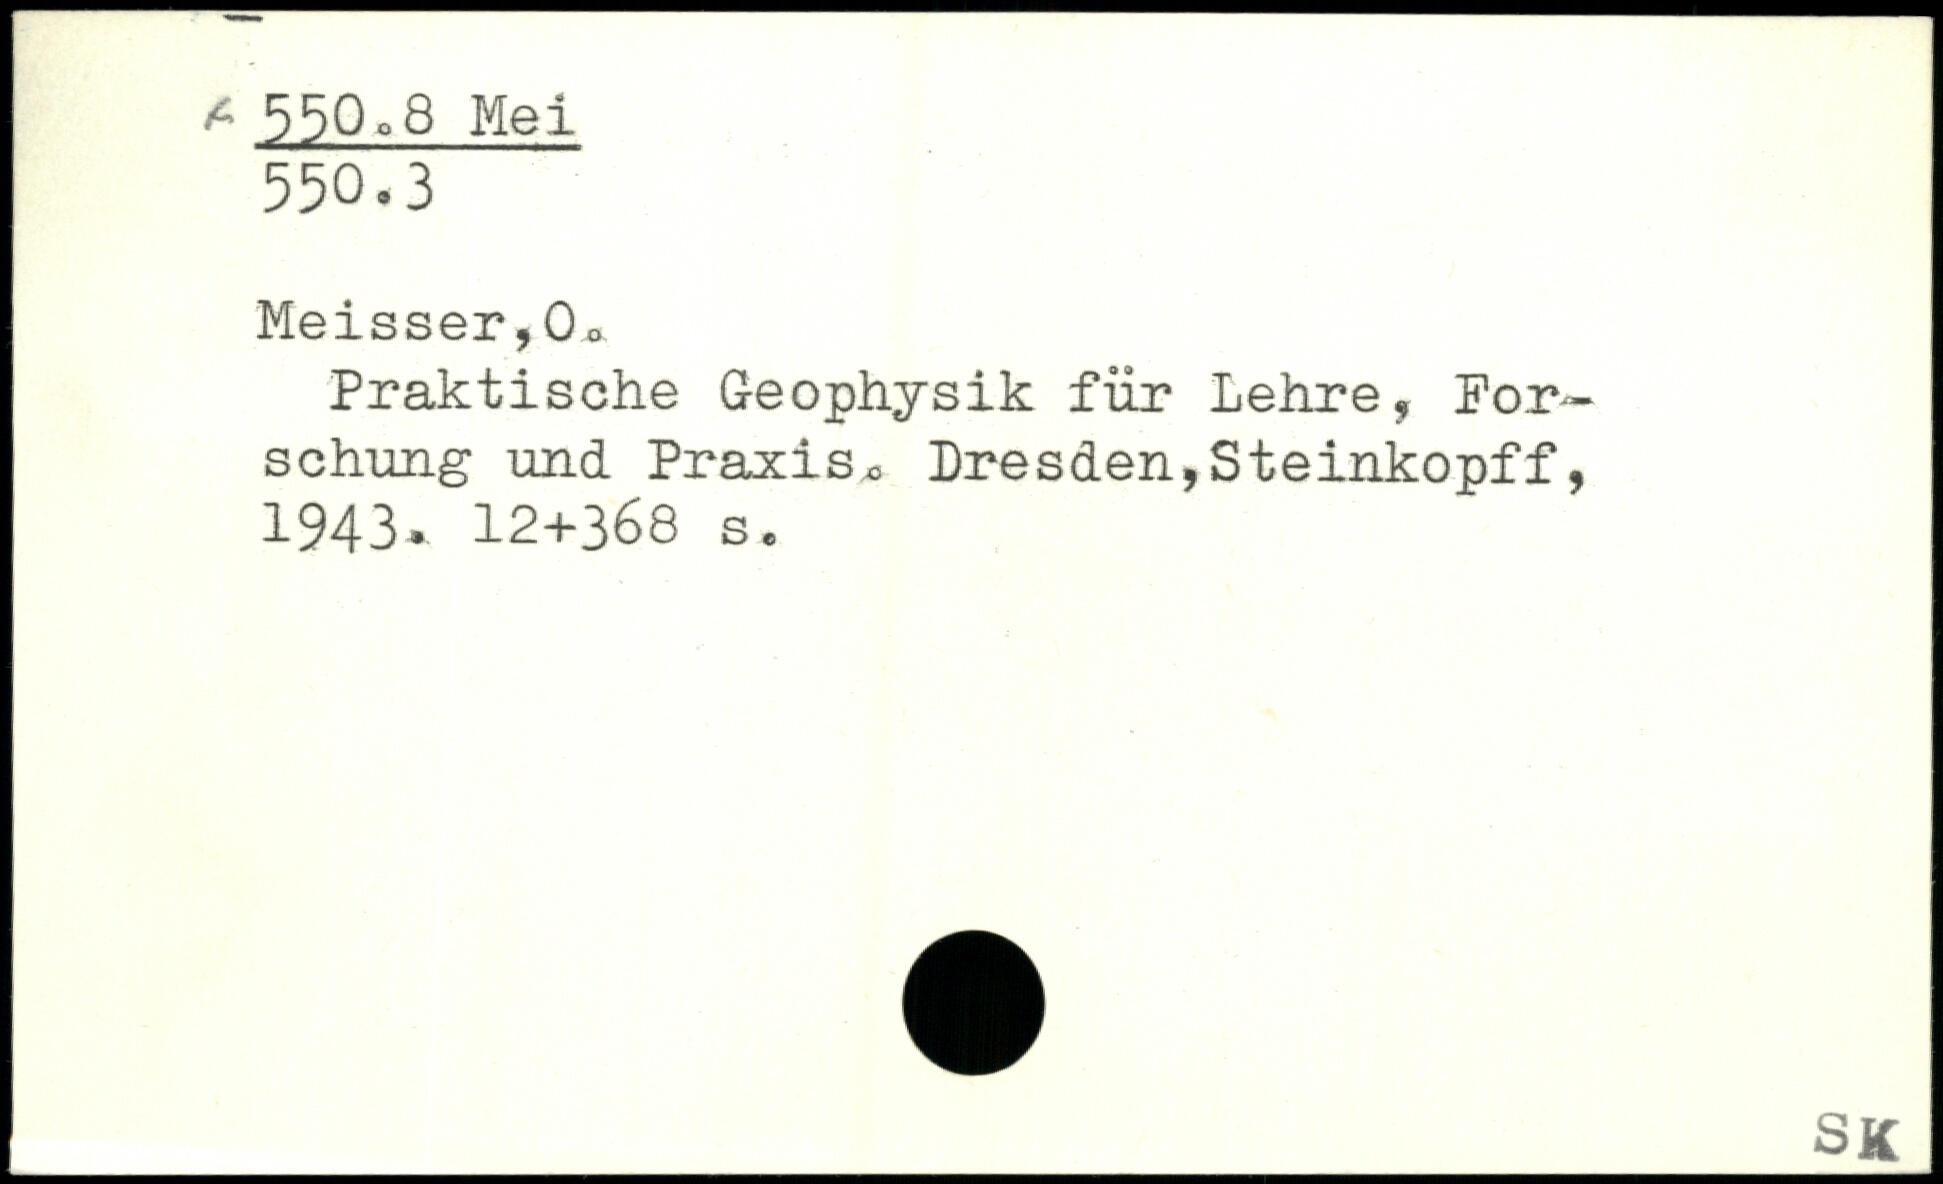 550.8 Mei
550.3
Meisser,O.
Praktische Geophysik für Lehre, For-
schung und Praxis. Dresden,Steinkopff,
1943. 12+368 s.
SK